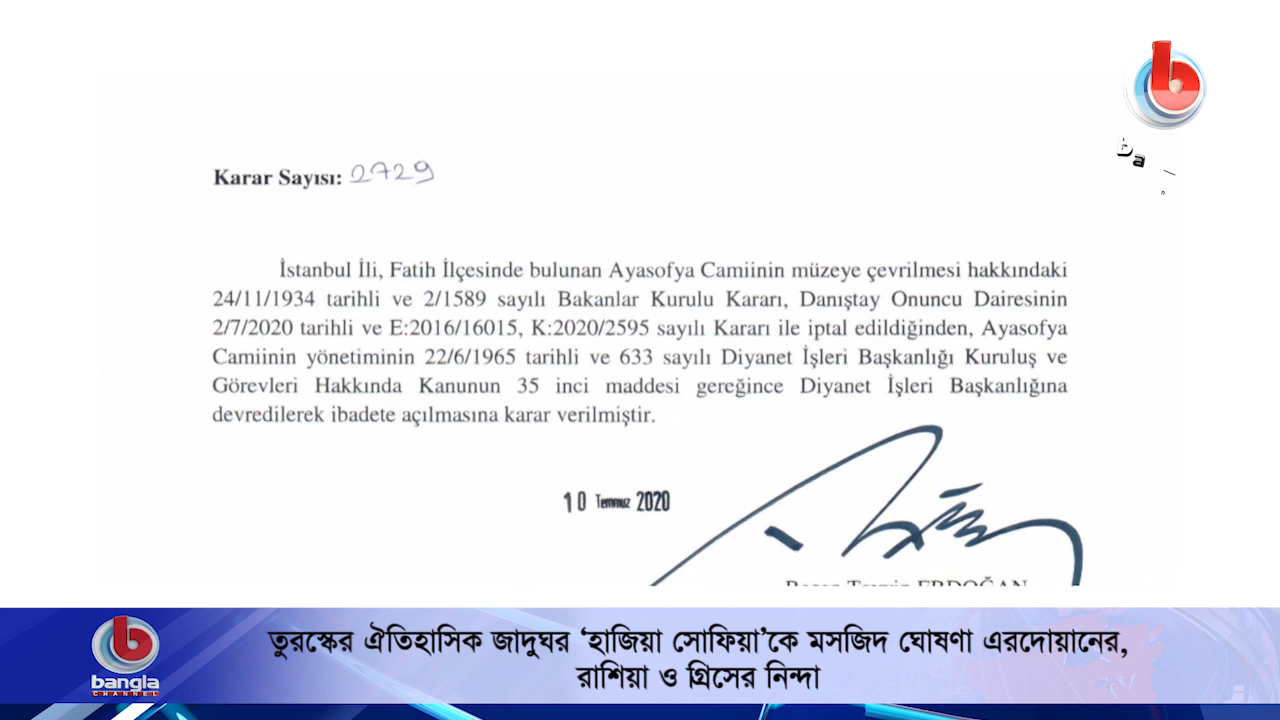 b
ba
Karar Sayısı: 2729
İstanbul İli, Fatih İlçesinde bulunan Ayasofya Camiinin müzeye çevrilmesi hakkındaki
24/11/1934 tarihli ve 2/1589 sayılı Bakanlar Kurulu Kararı, Danıştay Onuncu Dairesinin
2/7/2020 tarihli ve E:2016/16015, K:2020/2595 sayılı Kararı ile iptal edildiğinden, Ayasofya
Camiinin yönetiminin 22/6/1965 tarihli ve 633 sayılı Diyanet İşleri Başkanlığı Kuruluş ve
Görevleri Hakkında Kanunun 35 inci maddesi gereğince Diyanet İşleri Başkanlığına
devredilerek ibadete açılmasına karar verilmiştir.
10 Temmuz 2020
ERDOĞAN
তুরস্কের ঐতিহাসিক জাদুঘর ‘হাজিয়া সোফিয়া’কে মসজিদ ঘোষণা এরদোয়ানের,
রাশিয়া ও গ্রিসের নিন্দা
b
bangla
CHANNEL